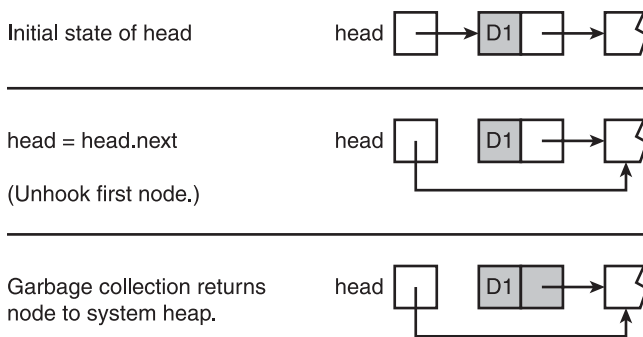 Initial state of head
head
D1
head = head.next
(Unhook first node.)
head
D1
Garbage collection returns
node to system heap.
head
D1